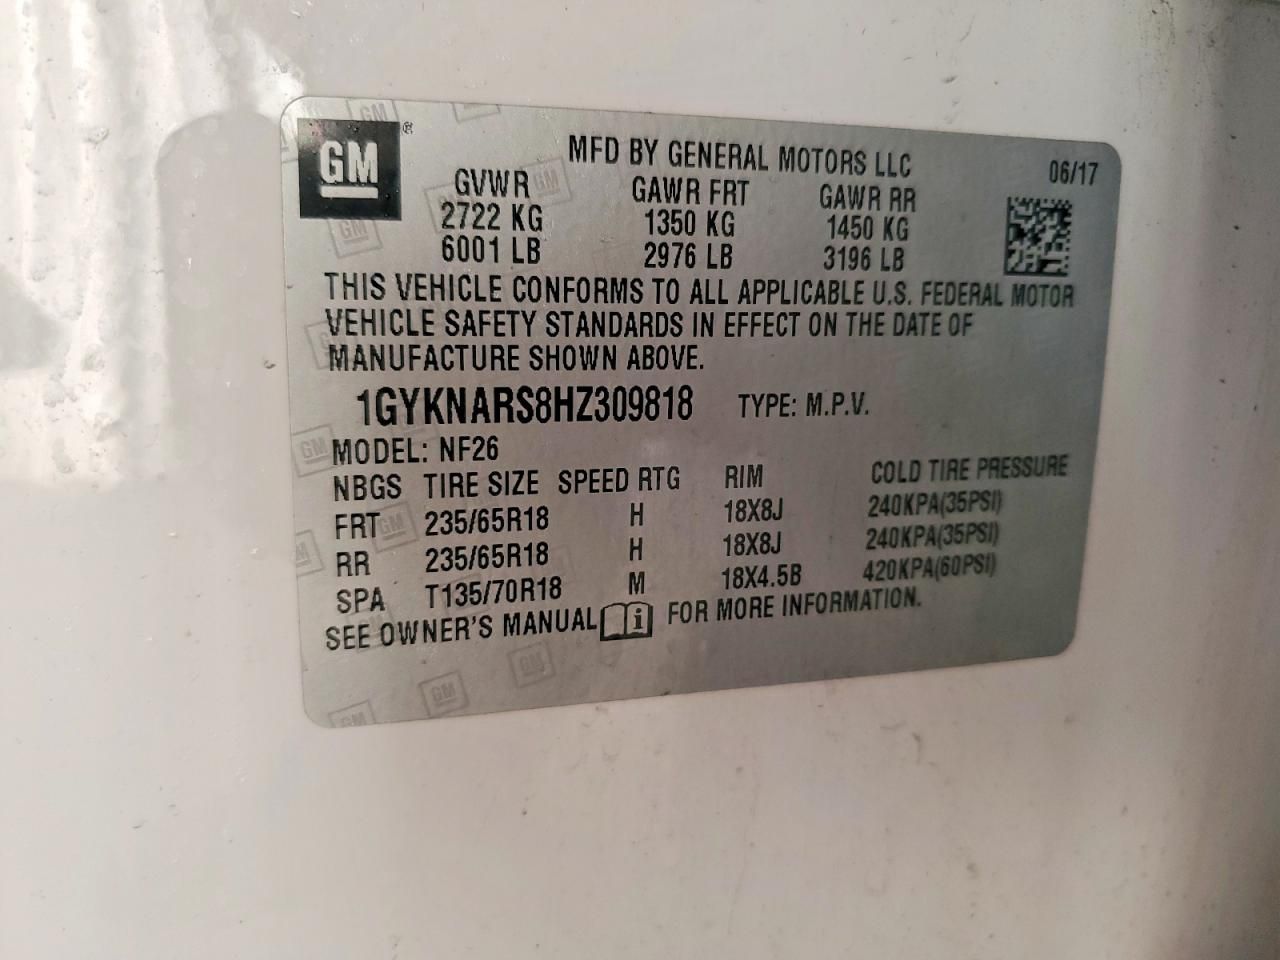 GM®
MFD BY GENERAL MOTORS LLC 06/17
GVWR GAWR FRT GAWR RR
2722 KG 1350 KG 1450 KG
6001 LB 2976 LB 3196 LB
THIS VEHICLE CONFORMS TO ALL APPLICABLE U.S. FEDERAL MOTOR
VEHICLE SAFETY STANDARDS IN EFFECT ON THE DATE OF
MANUFACTURE SHOWN ABOVE.
1GYKNARS8HZ309818 TYPE: M.P.V.
MODEL: NF26
NBGS TIRE SIZE SPEED RTG RIM COLD TIRE PRESSURE
FRT 235/65R18 H 18X8J 240KPA(35PSI)
RR 235/65R18 H 18X8J 240KPA(35PSI)
SPA T135/70R18 M 18X4.5B 420KPA(60PSI)
SEE OWNER'S MANUAL i FOR MORE INFORMATION.